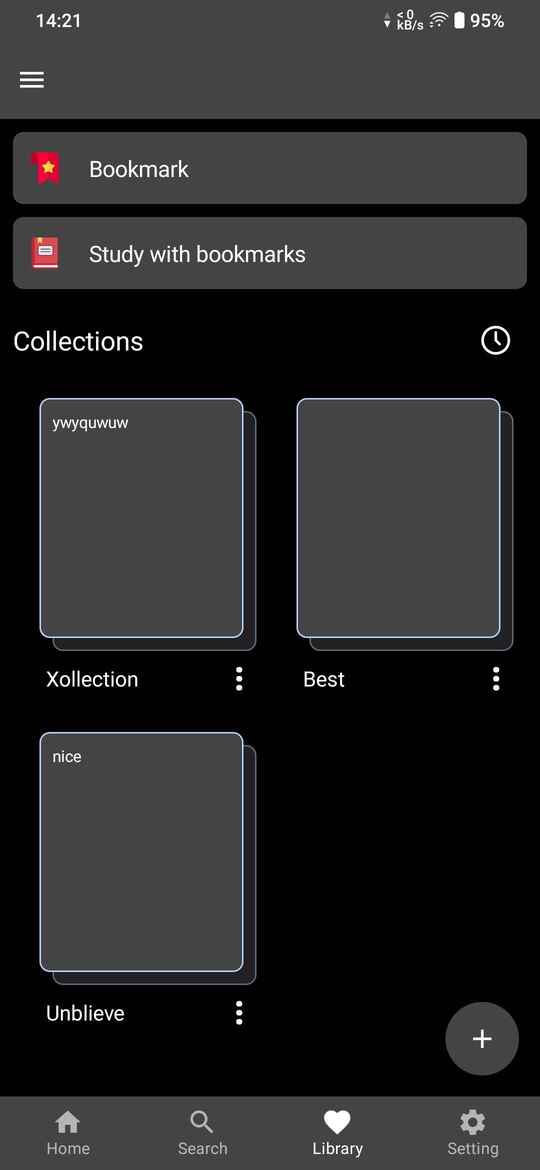 14:21
< 0
kB/s
95%
Bookmark
Study with bookmarks
Collections
ywyquwuw
Xollection
Best
nice
Unblieve
Home
Search
Library
Setting